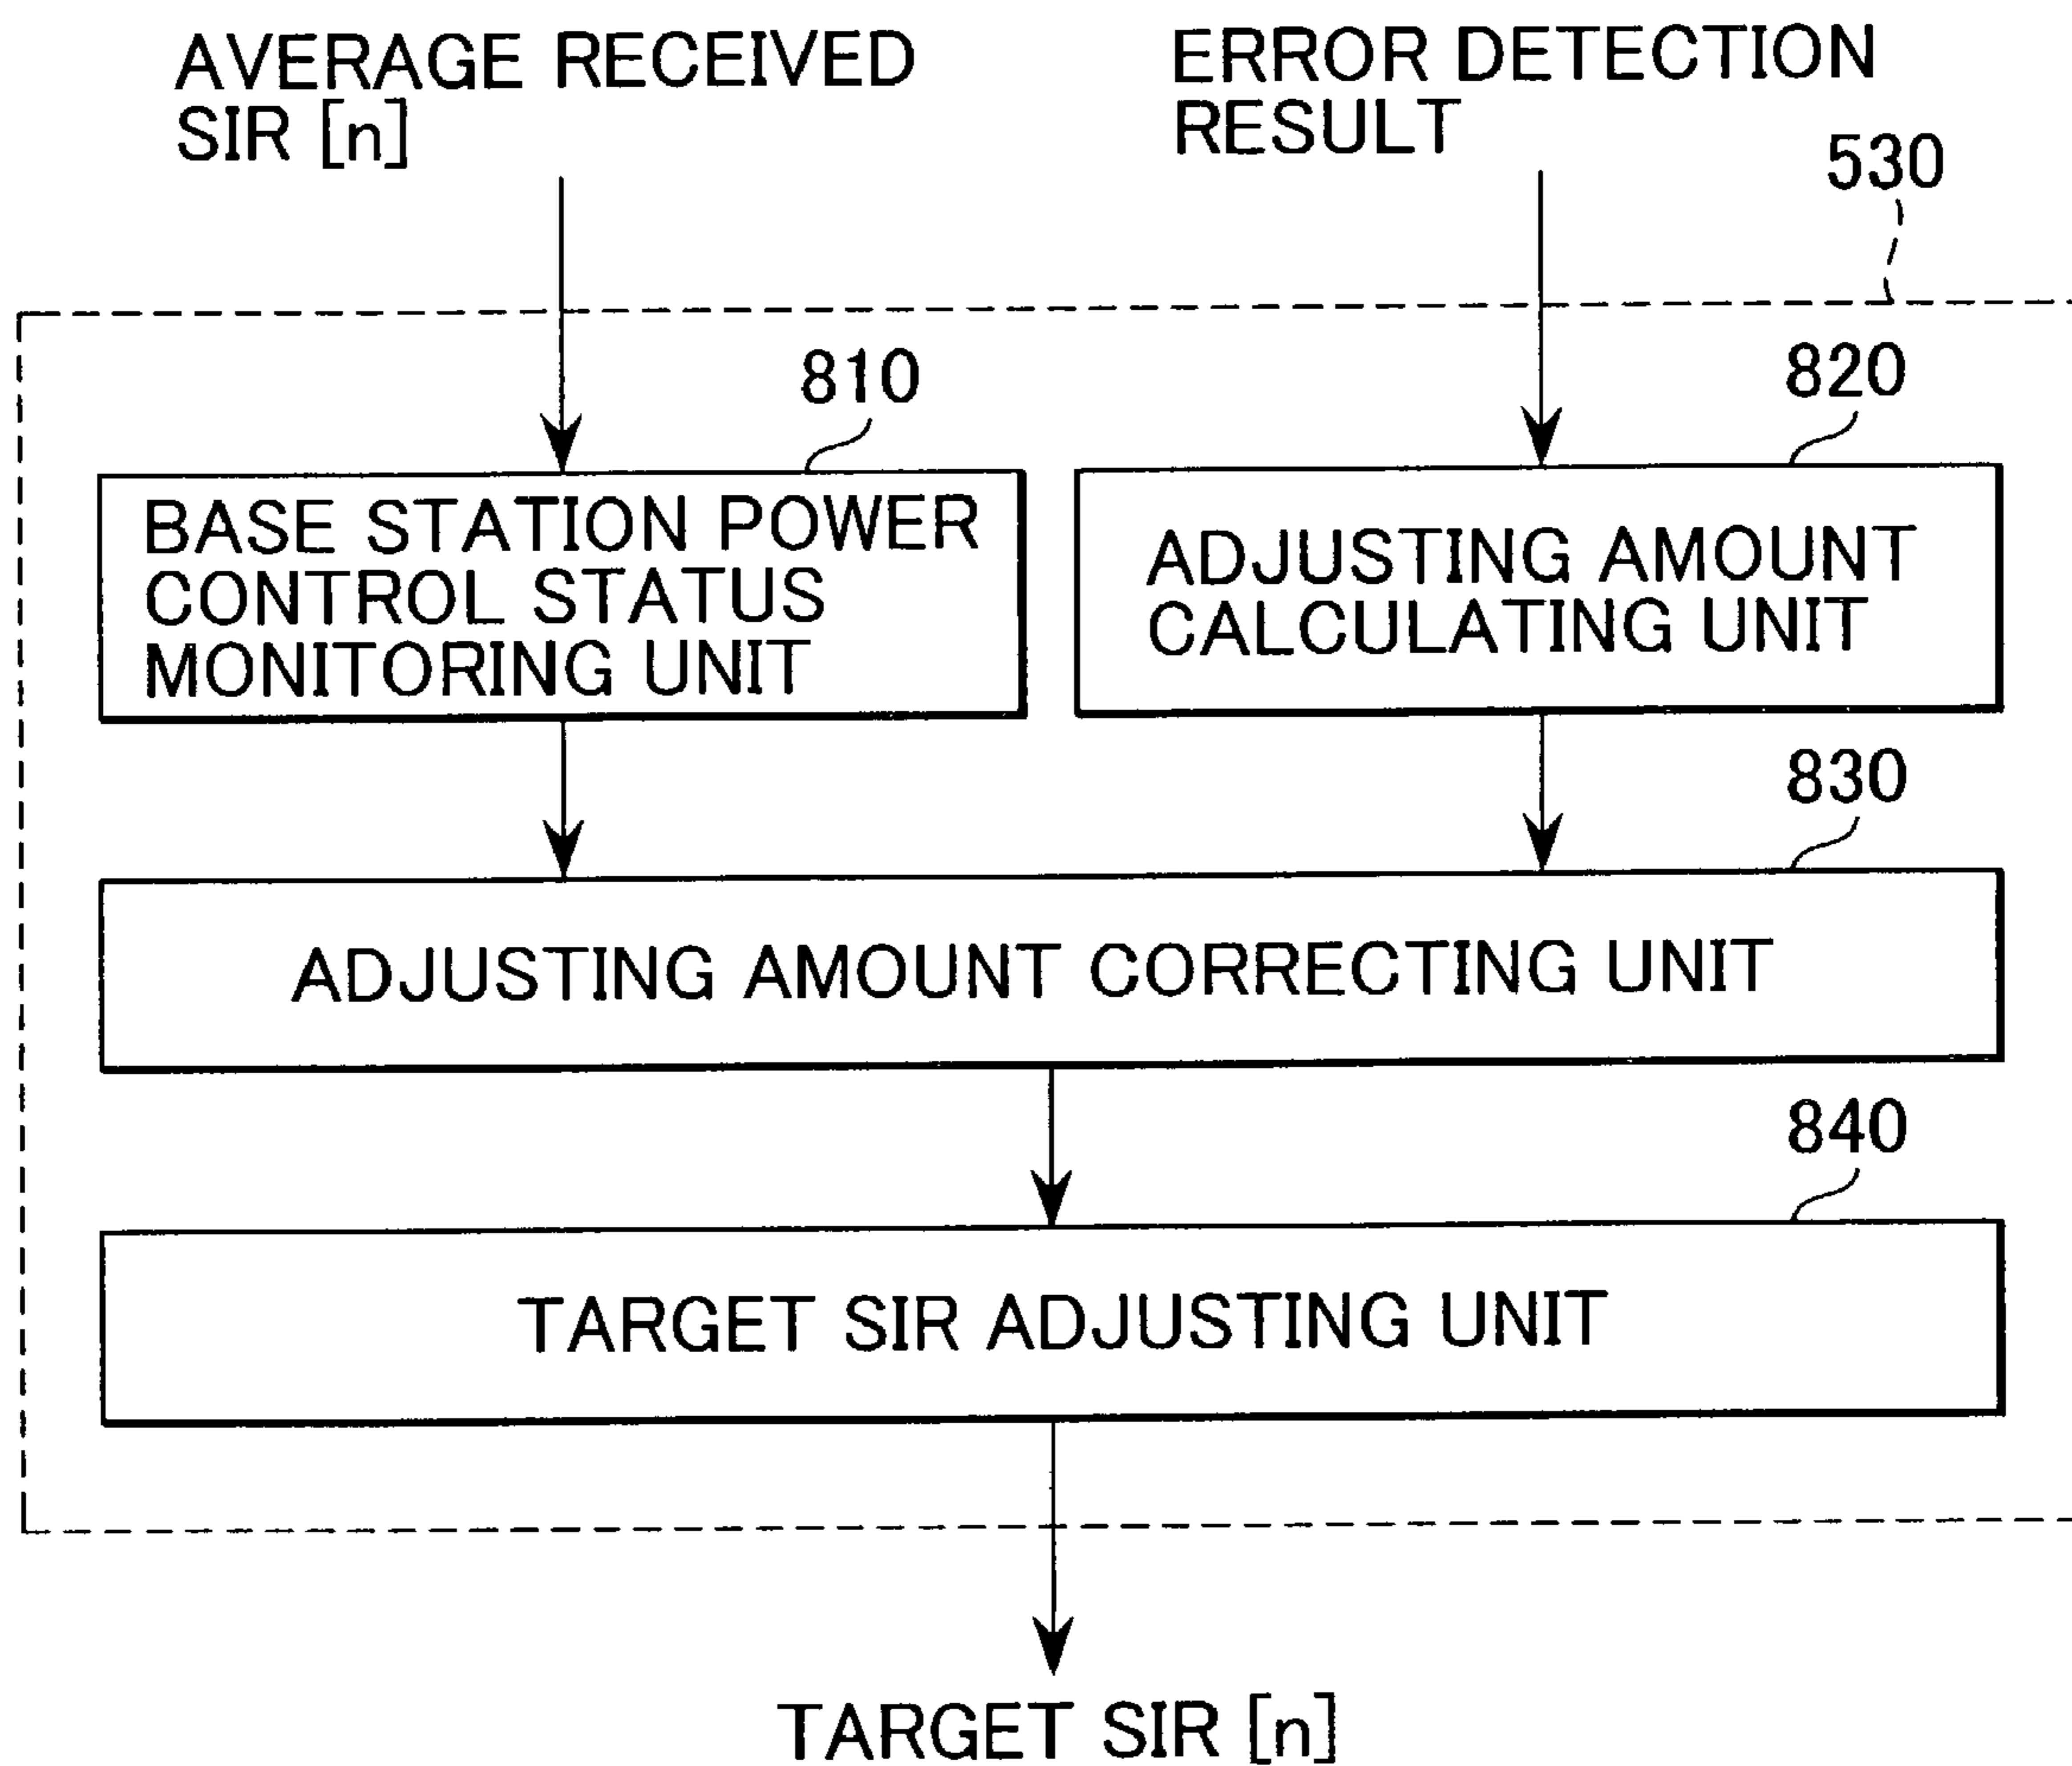 AVERAGE RECEIVED
SIR [n]
ERROR DETECTION
RESULT
530
810
820
BASE STATION POWER
CONTROL STATUS
MONITORING UNIT
ADJUSTING AMOUNT
CALCULATING UNIT
830
ADJUSTING AMOUNT CORRECTING UNIT
840
TARGET SIR ADJUSTING UNIT
TARGET SIR [n]